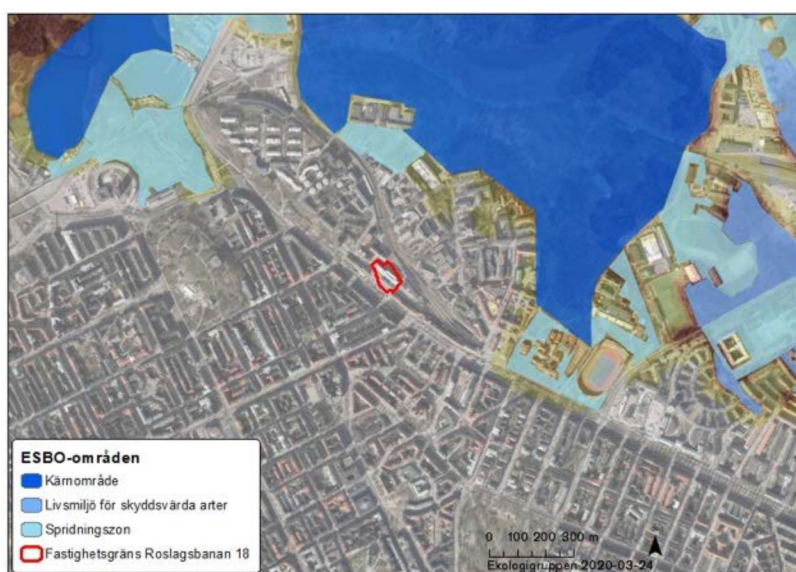 ESBO-områden
Kärnområde
Livsmiljö för skyddsvärda arter
Spridningszon
Fastighetsgräns Roslagsbanan 18
0 100 200 300 m
Ekologigruppen 2020-03-24